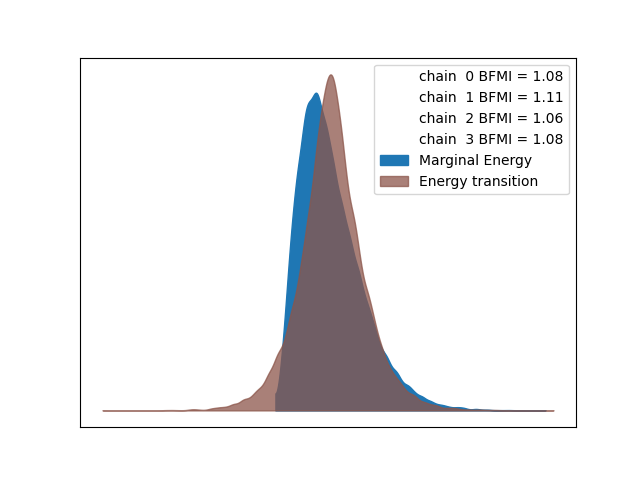 chain  0 BFMI = 1.08
chain  1 BFMI = 1.11
chain  2 BFMI = 1.06
chain  3 BFMI = 1.08
Marginal Energy
Energy transition